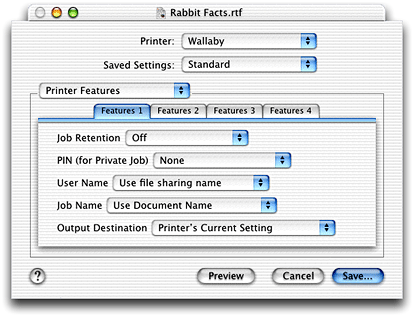 Rabbit Facts.rtf
Printer: Wallaby
Saved Settings: Standard
Printer Features
Features 1 Features 2 Features 3 Features 4
Job Retention Off
PIN (for Private Job) None
User Name Use file sharing name
Job Name Use Document Name
Output Destination Printer's Current Setting
? Preview Cancel Save...